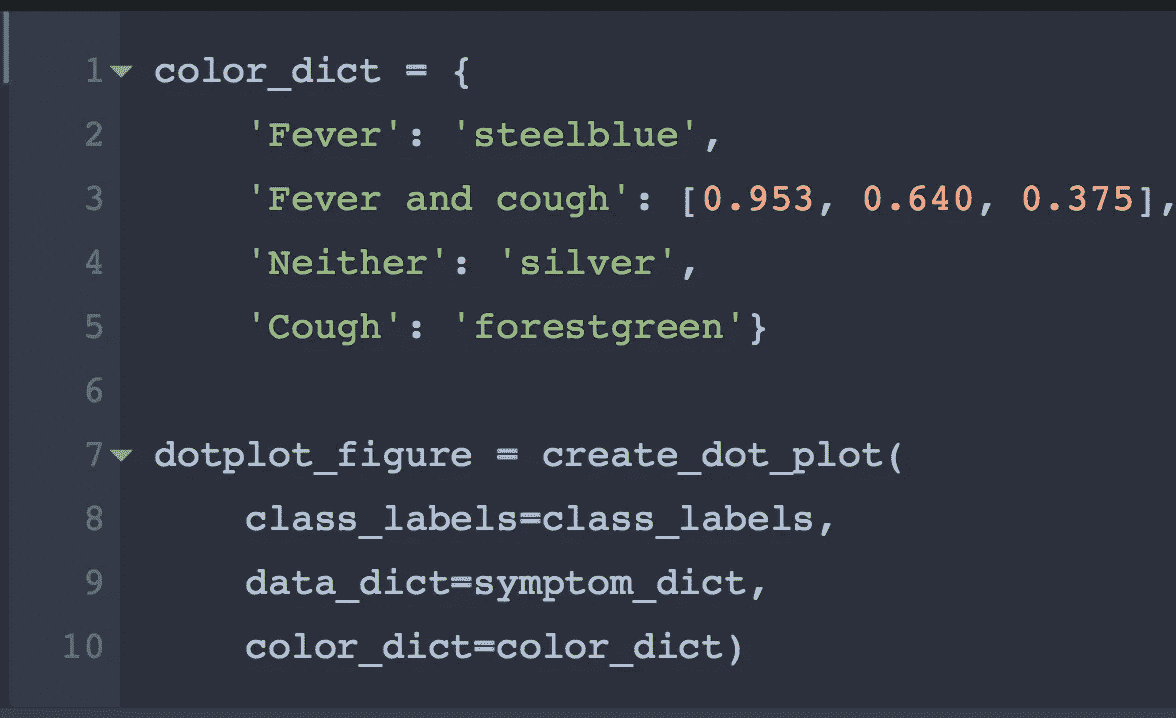 1 color_dict = {
2     'Fever': 'steelblue',
3     'Fever and cough': [0.953, 0.640, 0.375],
4     'Neither': 'silver',
5     'Cough': 'forestgreen'}
6
7 dotplot_figure = create_dot_plot(
8     class_labels=class_labels,
9     data_dict=symptom_dict,
10     color_dict=color_dict)